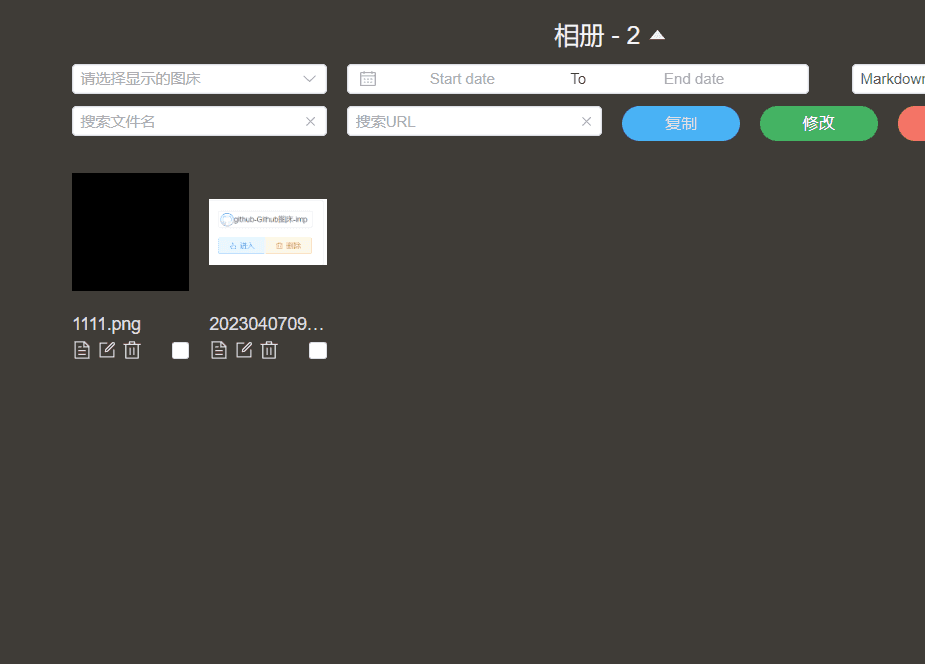 相册 - 2
请选择显示的图床
Start date To End date
Markdown
搜索文件名
搜索URL
复制
修改
github-Github图床-imp
进入 删除
1111.png
2023040709…